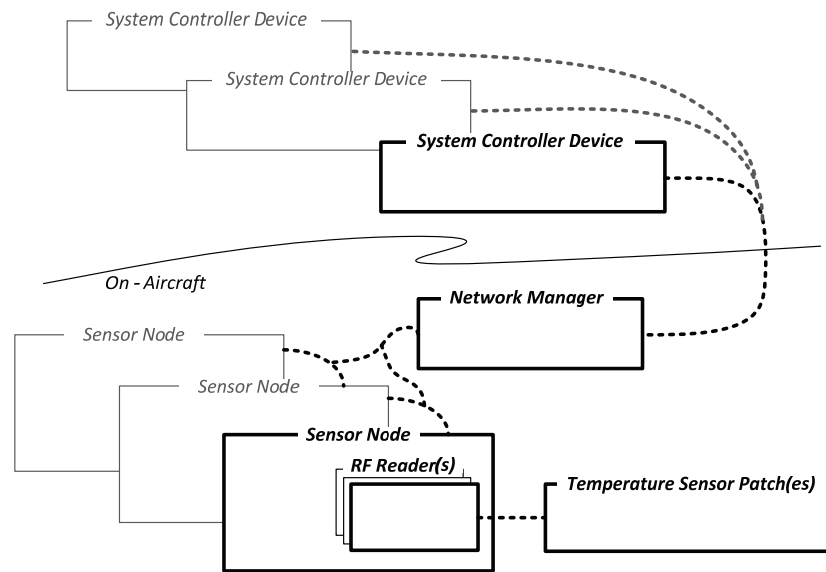 System Controller Device
System Controller Device
System Controller Device
On - Aircraft
Network Manager
Sensor Node
Sensor Node
Sensor Node
RF Reader(s)
Temperature Sensor Patch(es)